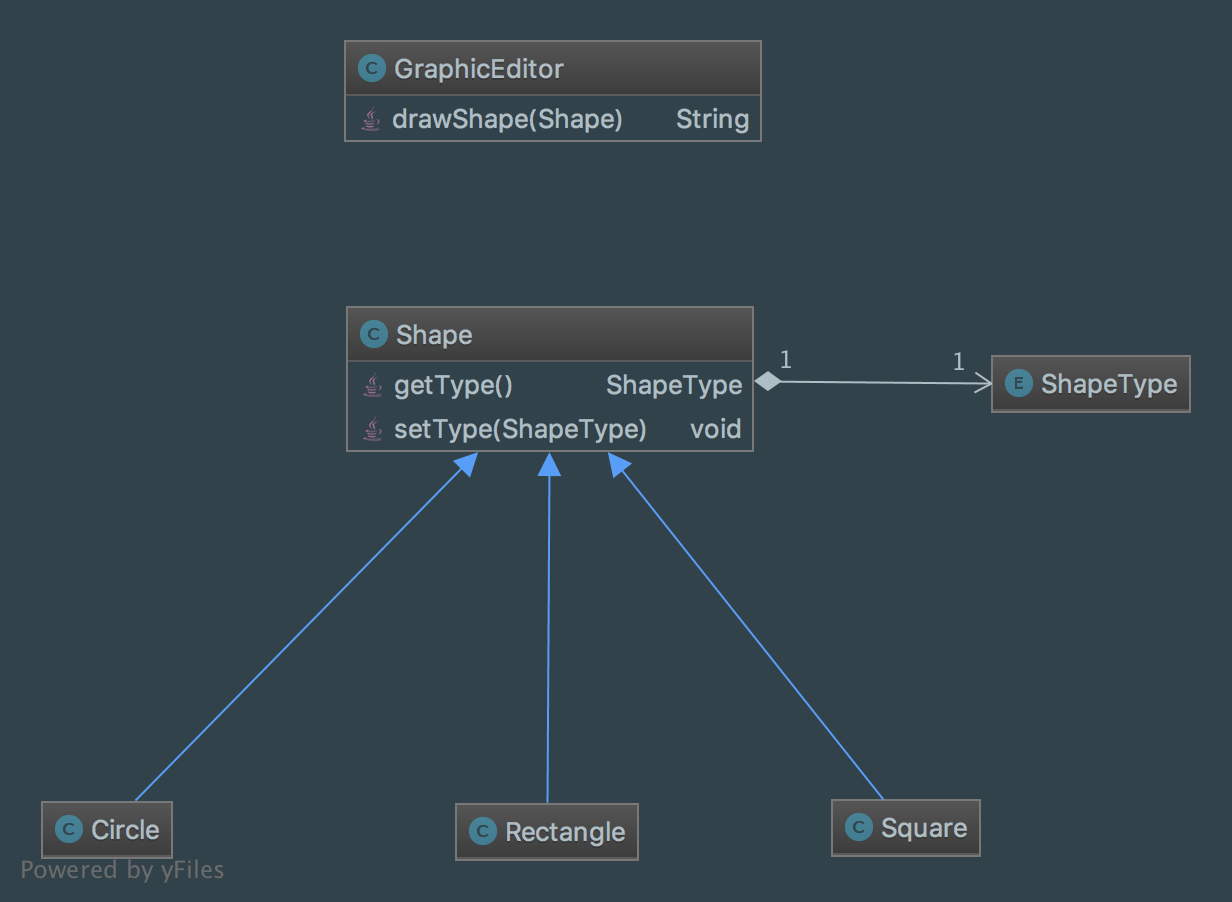 C GraphicEditor
drawShape(Shape) String
C Shape
getType() ShapeType
setType(ShapeType) void
1 1
E ShapeType
C Circle
C Rectangle
C Square
Powered by yFiles